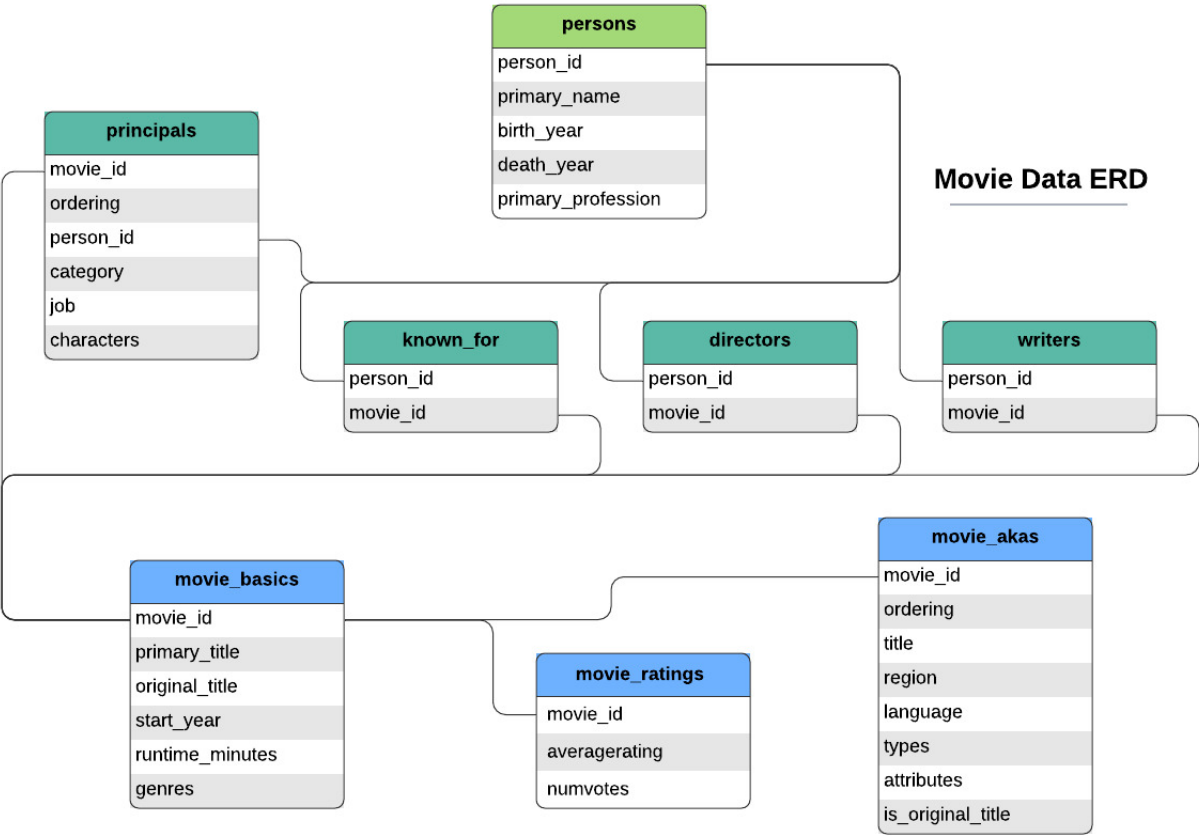 persons
person_id
primary_name
birth_year
death_year
primary_profession
principals
movie_id
ordering
person_id
category
job
characters
Movie Data ERD
known_for
person_id
movie_id
directors
person_id
movie_id
writers
person_id
movie_id
movie_basics
movie_id
primary_title
original_title
start_year
runtime_minutes
genres
movie_ratings
movie_id
averagerating
numvotes
movie_akas
movie_id
ordering
title
region
language
types
attributes
is_original_title